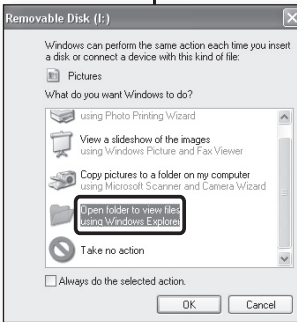 Removable Disk (I:)
Windows can perform the same action each time you insert
a disk or connect a device with this kind of file:
Pictures
What do you want Windows to do?
using Photo Printing Wizard
View a slideshow of the images
using Windows Picture and Fax Viewer
Copy pictures to a folder on my computer
using Microsoft Scanner and Camera Wizard
Open folder to view files
using Windows Explorer
Take no action
Always do the selected action.
OK
Cancel